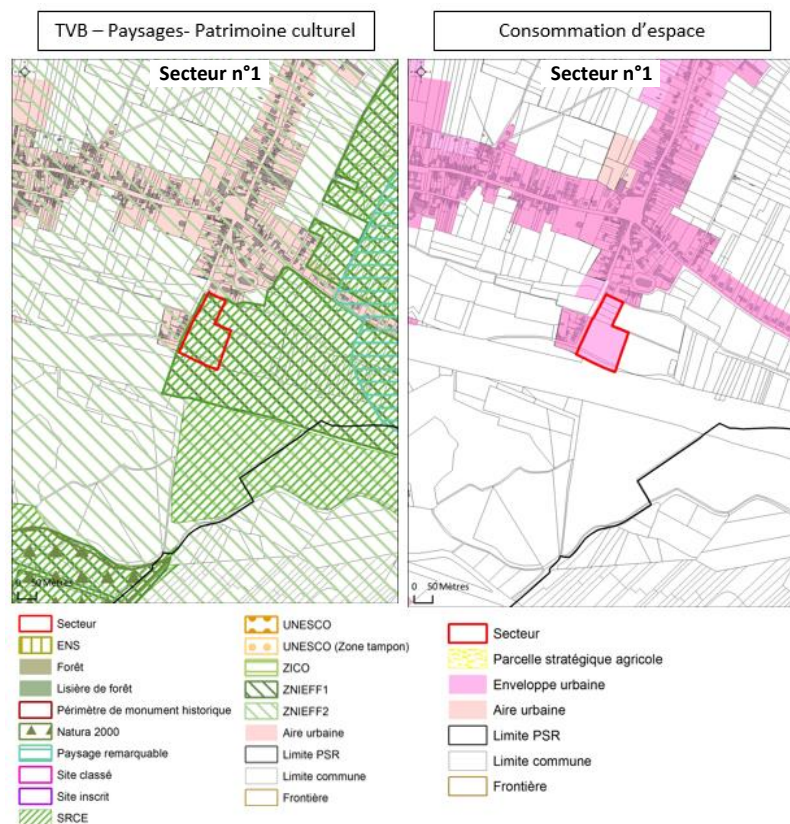 TVB – Paysages- Patrimoine culturel
Consommation d'espace
Secteur n°1
Secteur n°1
0 50 Mètres
0 50 Mètres
Secteur
ENS
Forêt
Lisière de forêt
Périmètre de monument historique
Natura 2000
Paysage remarquable
Site classé
Site inscrit
SRCE
UNESCO
UNESCO (Zone tampon)
ZICO
ZNIEFF1
ZNIEFF2
Aire urbaine
Limite PSR
Limite commune
Frontière
Secteur
Parcelle stratégique agricole
Enveloppe urbaine
Aire urbaine
Limite PSR
Limite commune
Frontière